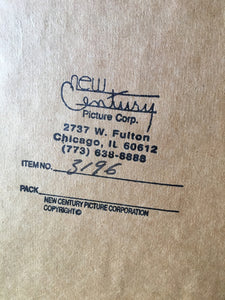 new
Century
Picture Corp.
2737 W. Fulton
Chicago, IL 60612
(773) 638-8888
ITEM NO. 3196
PACK
NEW CENTURY PICTURE CORPORATION
COPYRIGHT ©